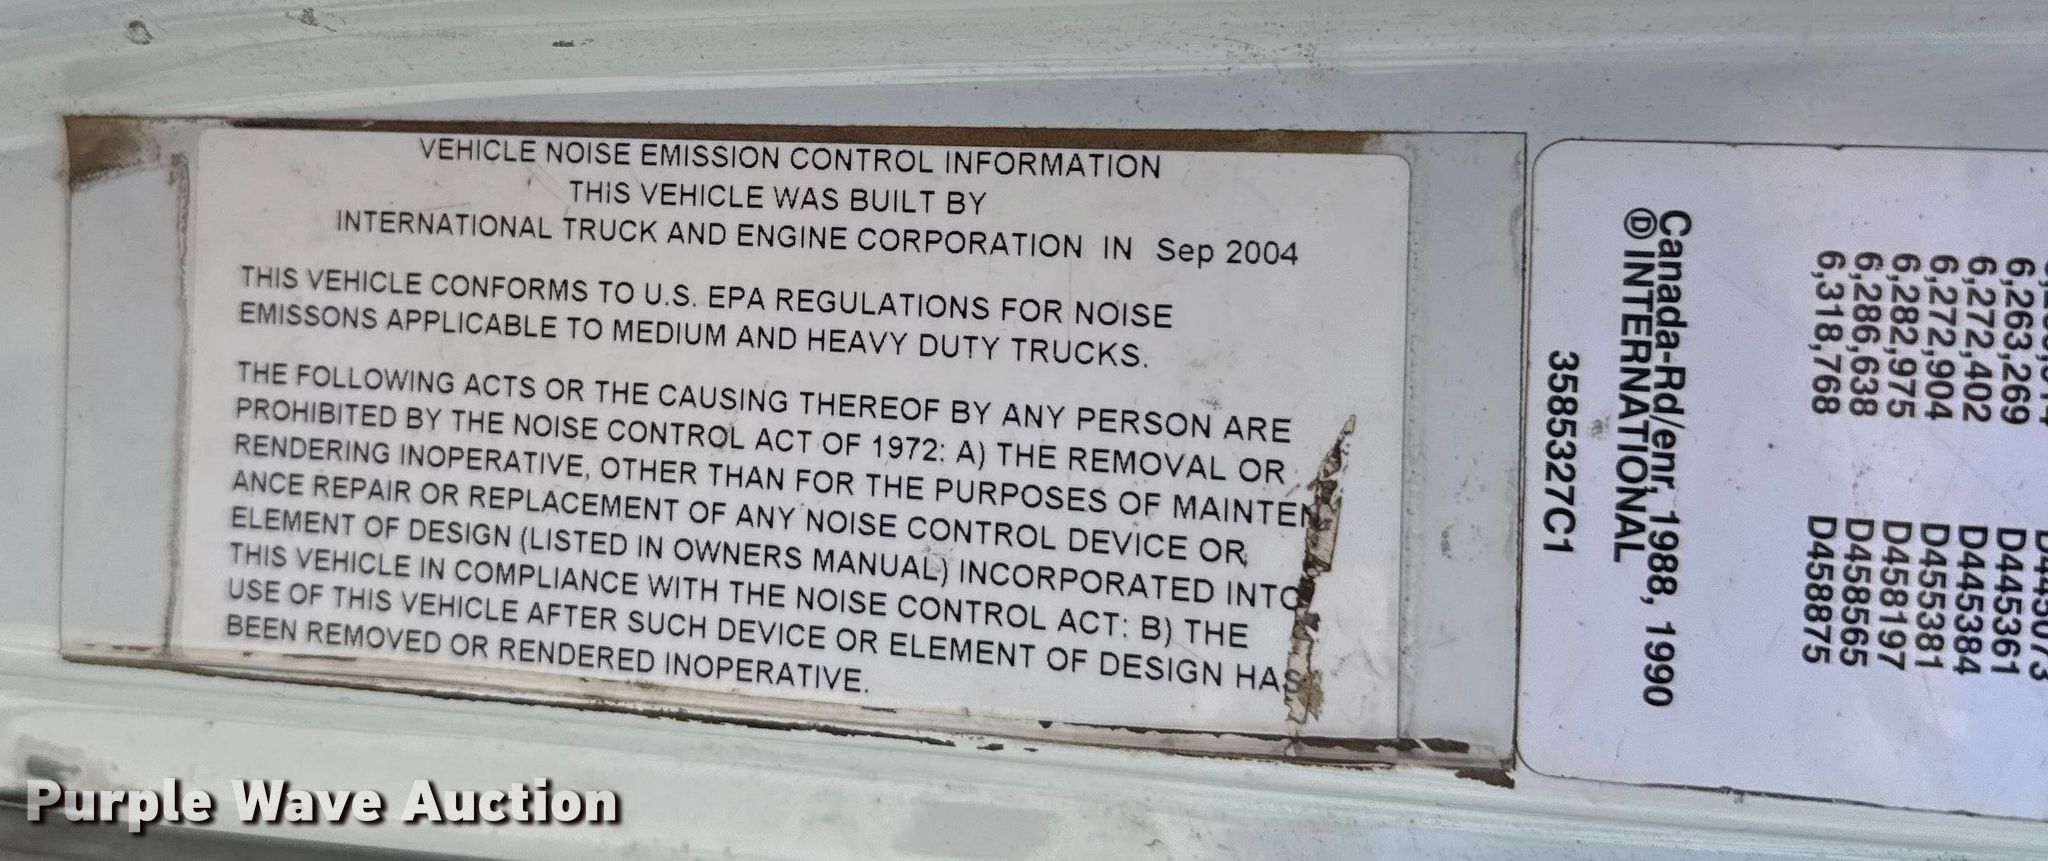 VEHICLE NOISE EMISSION CONTROL INFORMATION
THIS VEHICLE WAS BUILT BY
INTERNATIONAL TRUCK AND ENGINE CORPORATION IN Sep 2004
THIS VEHICLE CONFORMS TO U.S. EPA REGULATIONS FOR NOISE
EMISSONS APPLICABLE TO MEDIUM AND HEAVY DUTY TRUCKS.
THE FOLLOWING ACTS OR THE CAUSING THEREOF BY ANY PERSON ARE
PROHIBITED BY THE NOISE CONTROL ACT OF 1972: A) THE REMOVAL OR
RENDERING INOPERATIVE, OTHER THAN FOR THE PURPOSES OF MAINTEN
ANCE REPAIR OR REPLACEMENT OF ANY NOISE CONTROL DEVICE OR
ELEMENT OF DESIGN (LISTED IN OWNERS MANUAL) INCORPORATED INTO
THIS VEHICLE IN COMPLIANCE WITH THE NOISE CONTROL ACT: B) THE
USE OF THIS VEHICLE AFTER SUCH DEVICE OR ELEMENT OF DESIGN HAS
BEEN REMOVED OR RENDERED INOPERATIVE.
6,263,269 D445361
6,272,402 D445384
6,272,904 D455381
6,282,975 D458197
6,286,638 D458565
6,318,768 D458875
Canada-Rd/enr, 1988, 1990
Ⓓ INTERNATIONAL
3585327C1
Purple Wave Auction